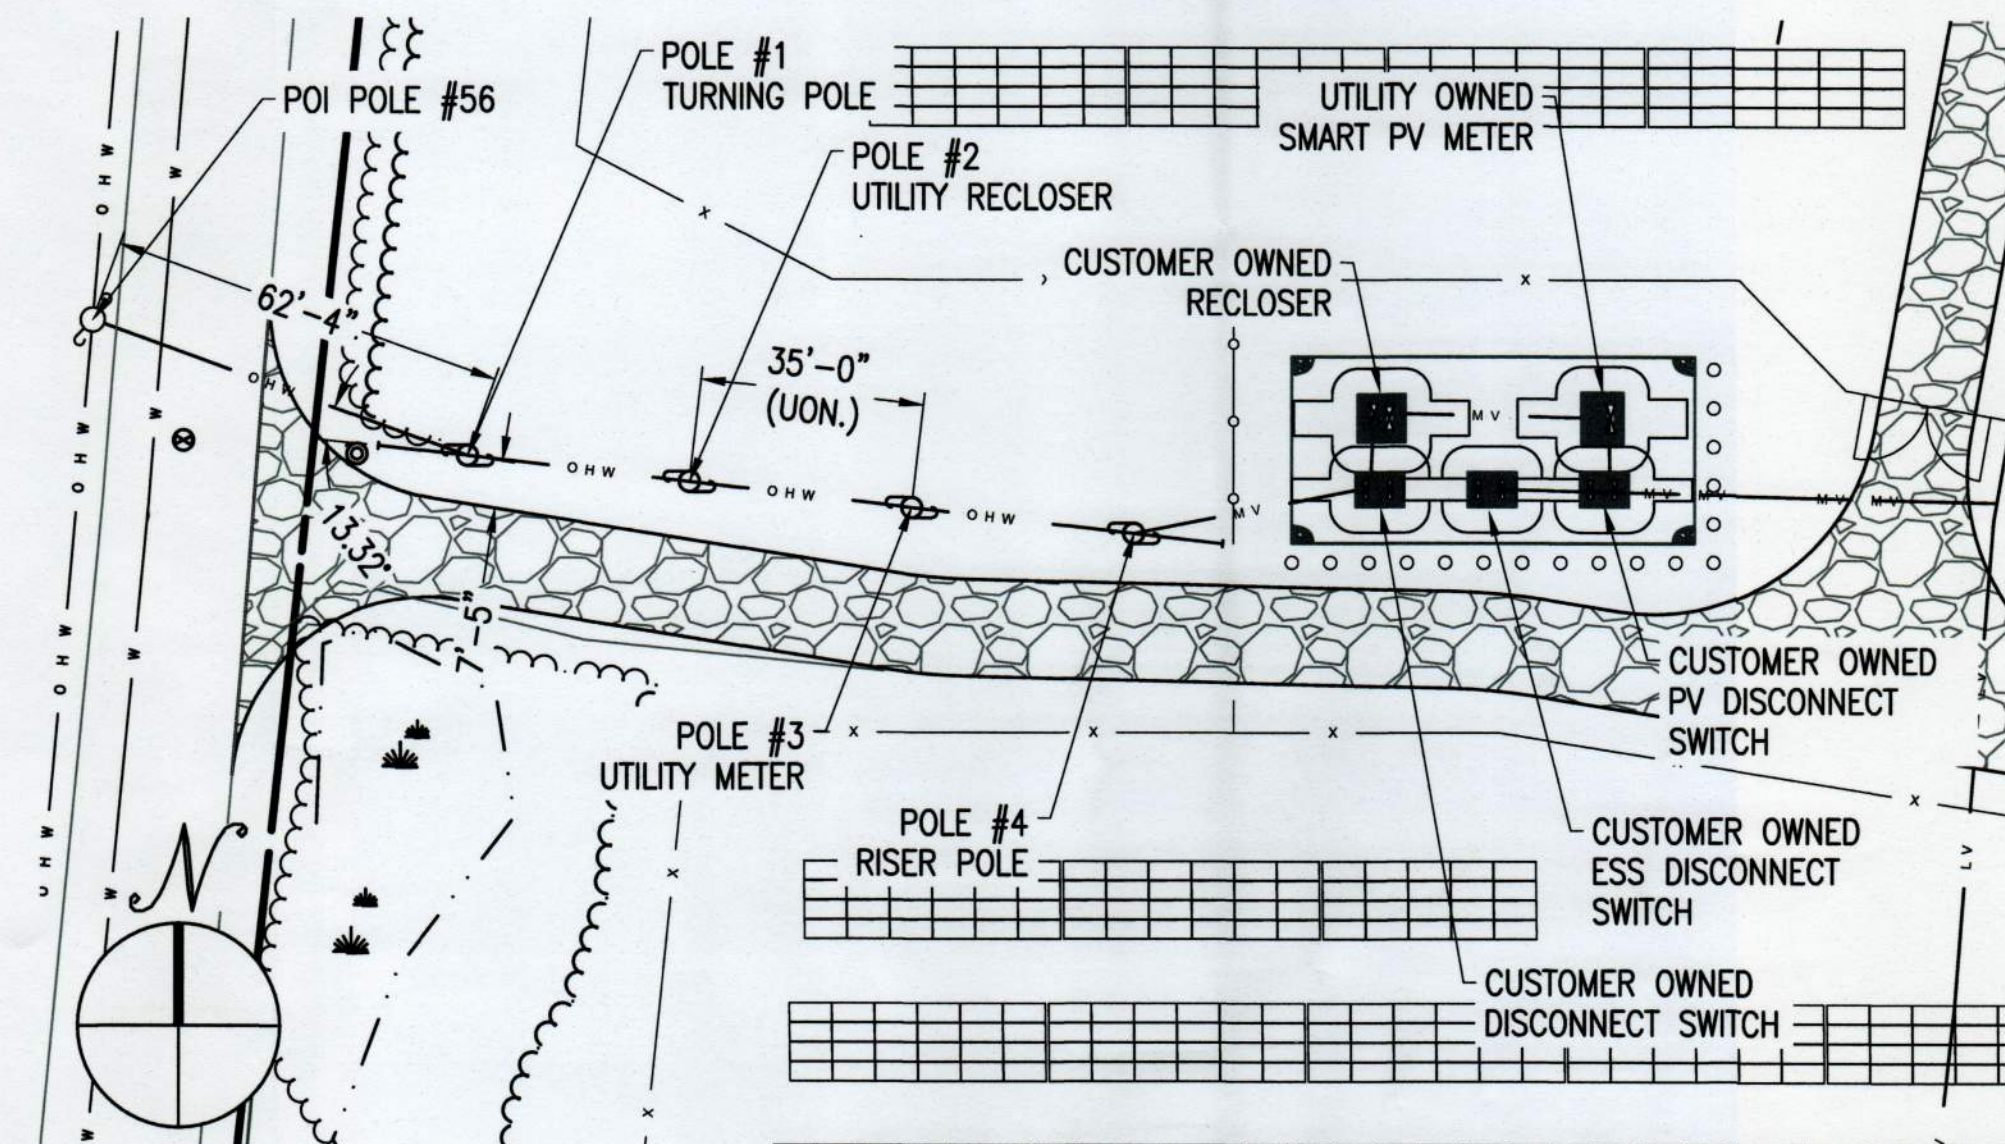 POLE #1
TURNING POLE
POI POLE #56
UTILITY OWNED
SMART PV METER
POLE #2
UTILITY RECLOSER
CUSTOMER OWNED
RECLOSER
62'-4"
35'-0"
(UON.)
OHW
OHW
OHW
OHW
OHW
OHW
OHW
OHW
MV
MV
MV
MV
MV
MV
13.32°
7'-5"
W
W
W
W
W
W
X
X
X
X
X
X
X
X
CUSTOMER OWNED
PV DISCONNECT
SWITCH
POLE #3
UTILITY METER
POLE #4
RISER POLE
CUSTOMER OWNED
ESS DISCONNECT
SWITCH
LV
N
CUSTOMER OWNED
DISCONNECT SWITCH